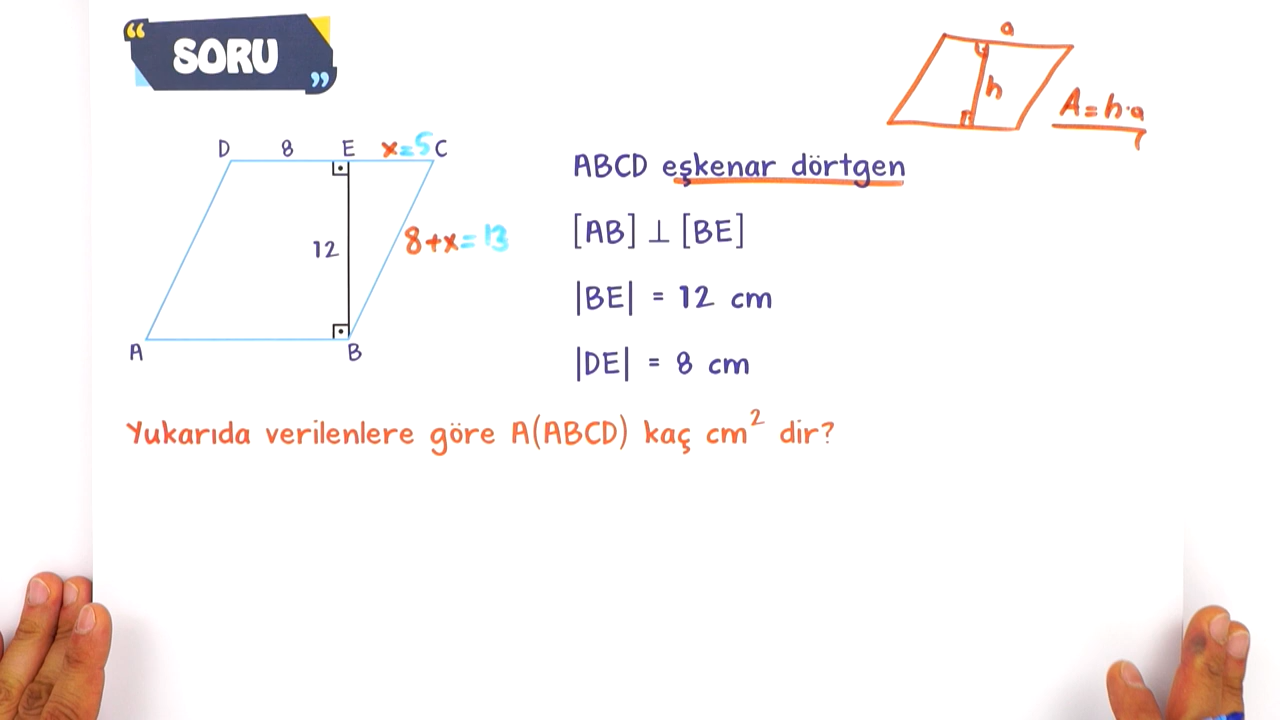 “ SORU ”
a
h
A = h·a
D 8 E x=5 C
12
8+x=13
A B
ABCD eşkenar dörtgen
[AB] ⊥ [BE]
|BE| = 12 cm
|DE| = 8 cm
Yukarıda verilenlere göre A(ABCD) kaç cm² dir?